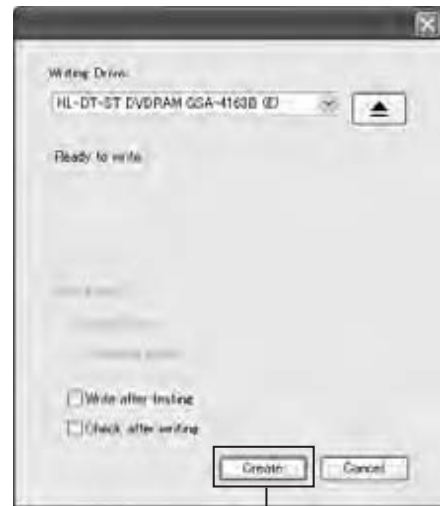 Writing Drive:
HL-DT-ST DVDRAM GSA-4163B (E:)
Ready to write.
Write after testing
Check after writing
Create
Cancel